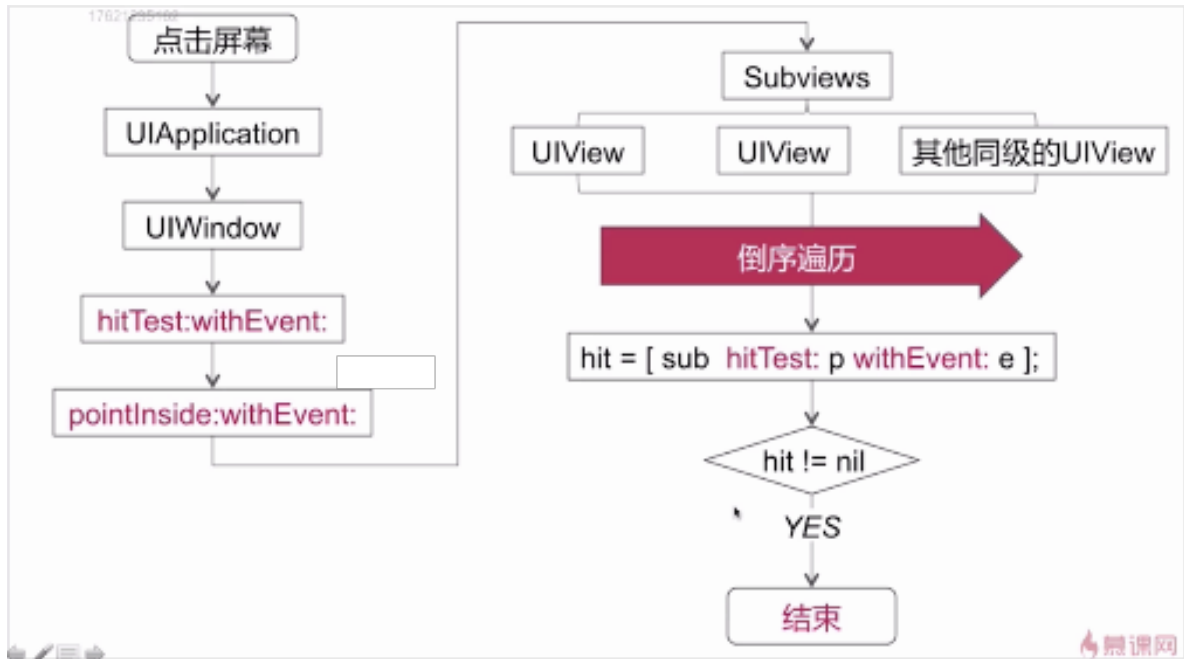 点击屏幕
UIApplication
UIWindow
hitTest:withEvent:
pointInside:withEvent:
Subviews
UIView
UIView
其他同级的UIView
倒序遍历
hit = [ sub hitTest: p withEvent: e ];
hit != nil
YES
结束
慕课网